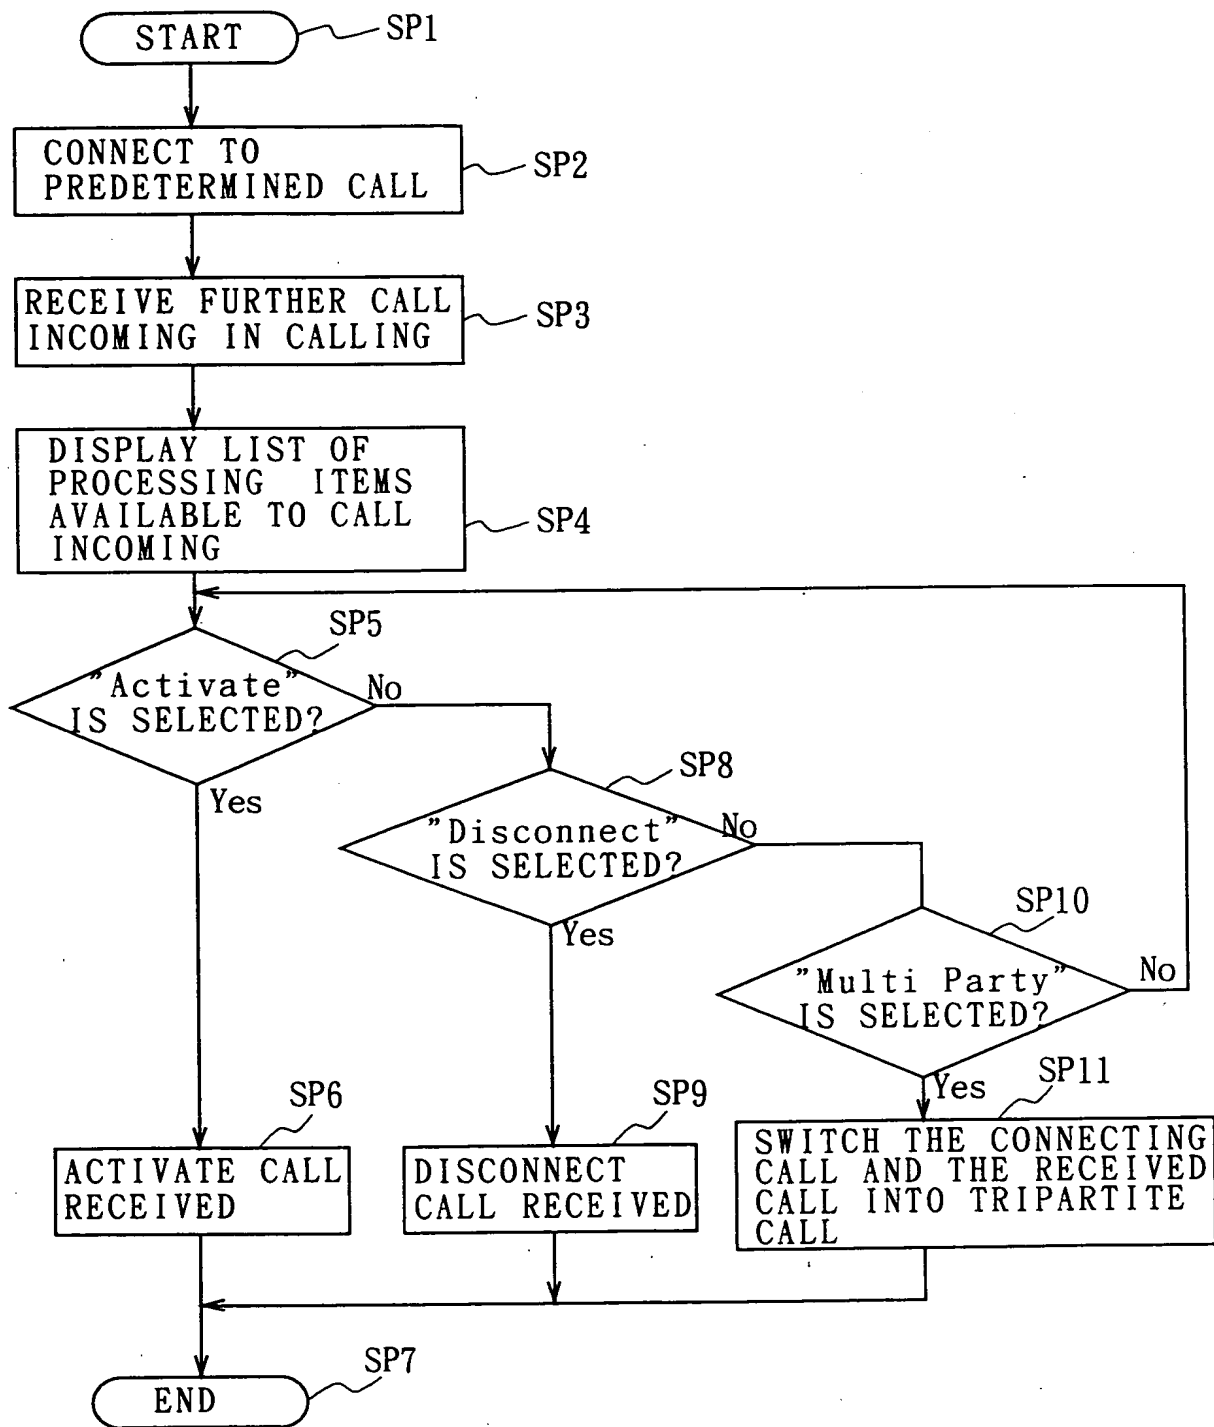 START
SP1
CONNECT TO
PREDETERMINED CALL
SP2
RECEIVE FURTHER CALL
INCOMING IN CALLING
SP3
DISPLAY LIST OF
PROCESSING ITEMS
AVAILABLE TO CALL
INCOMING
SP4
SP5
”Activate”
IS SELECTED?
No
Yes
SP8
”Disconnect”
IS SELECTED?
No
Yes
SP10
”Multi Party”
IS SELECTED?
No
Yes
SP6
ACTIVATE CALL
RECEIVED
SP9
DISCONNECT
CALL RECEIVED
SP11
SWITCH THE CONNECTING
CALL AND THE RECEIVED
CALL INTO TRIPARTITE
CALL
SP7
END